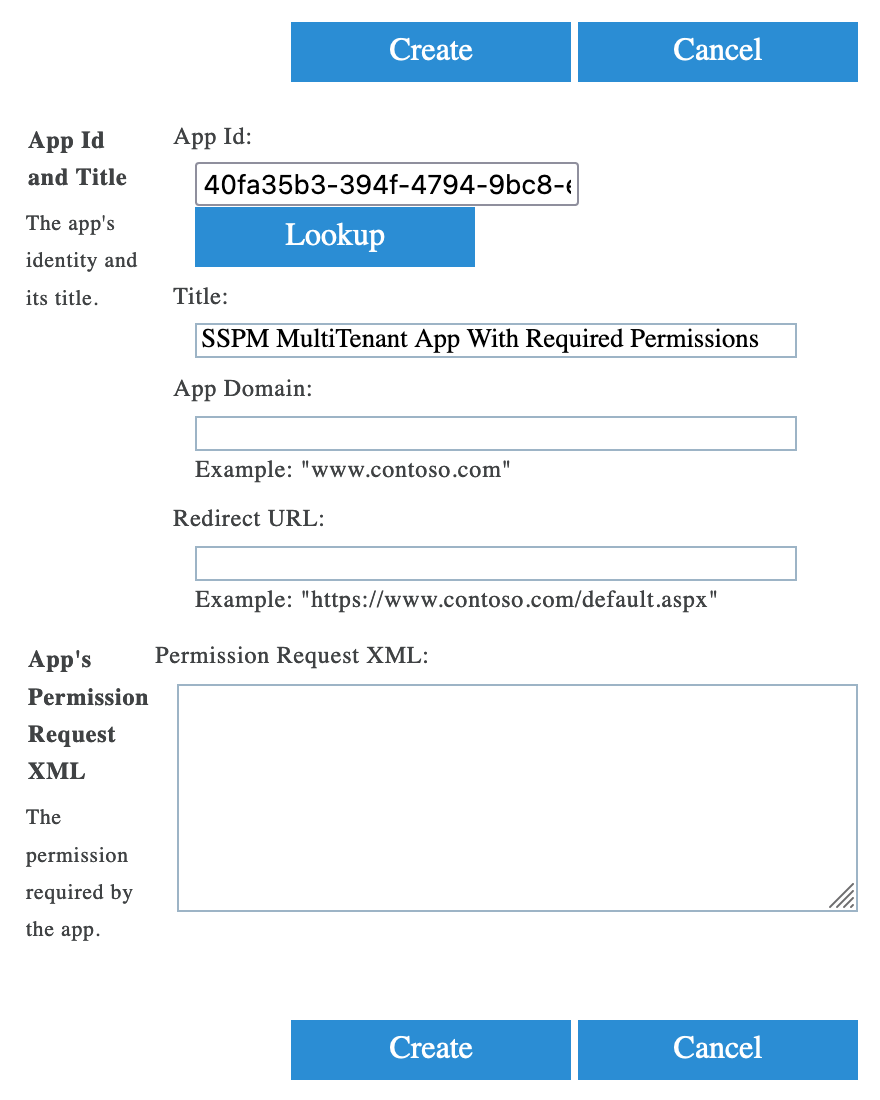 Create Cancel
App Id
and Title
The app's
identity and
its title.
App Id:
40fa35b3-394f-4794-9bc8-
Lookup
Title:
SSPM MultiTenant App With Required Permissions
App Domain:
Example: "www.contoso.com"
Redirect URL:
Example: "https://www.contoso.com/default.aspx"
App's
Permission
Request
XML
The
permission
required by
the app.
Permission Request XML:
Create Cancel